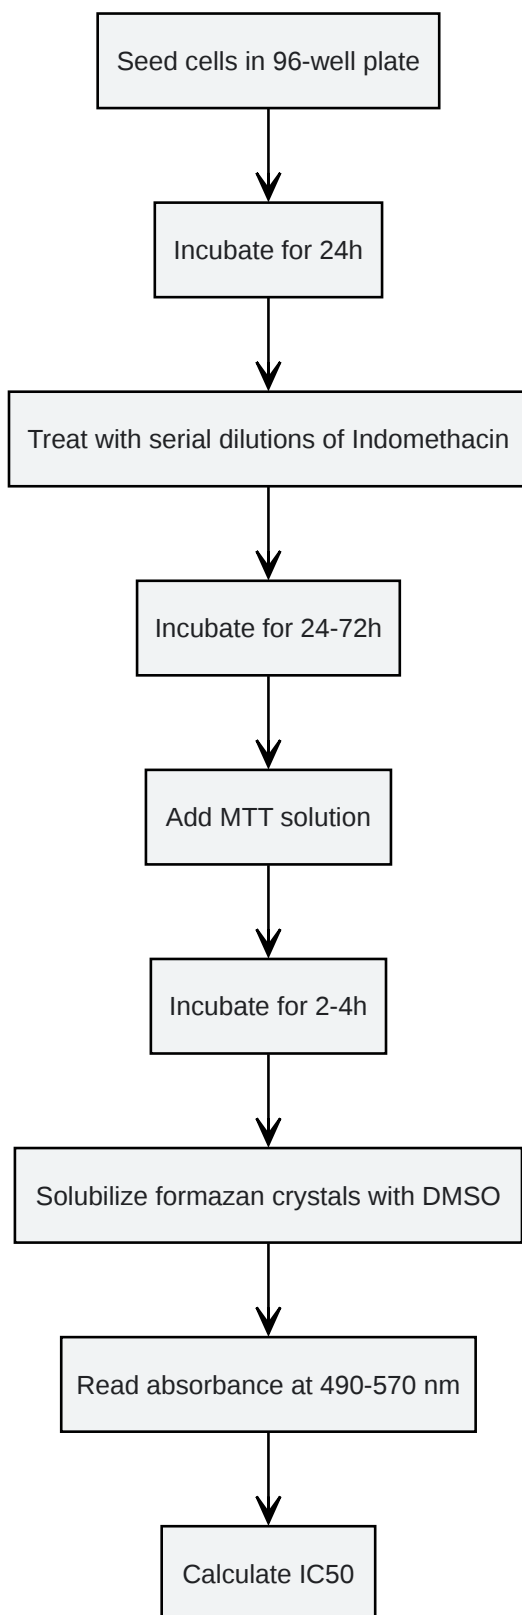 Seed cells in 96-well plate
Incubate for 24h
Treat with serial dilutions of Indomethacin
Incubate for 24-72h
Add MTT solution
Incubate for 2-4h
Solubilize formazan crystals with DMSO
Read absorbance at 490-570 nm
Calculate IC50